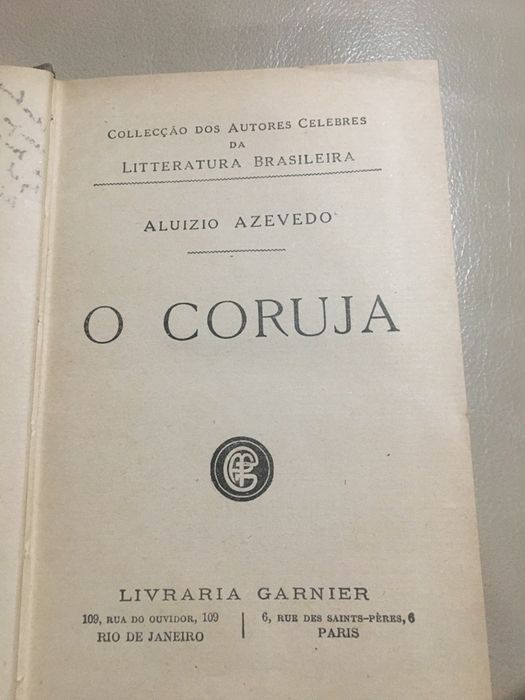 COLLECÇÃO DOS AUTORES CELEBRES
DA
LITTERATURA BRASILEIRA
ALUIZIO AZEVEDO
O CORUJA
LIVRARIA GARNIER
109, RUA DO OUVIDOR, 109
RIO DE JANEIRO
6, RUE DES SAINTS-PÈRES, 6
PARIS